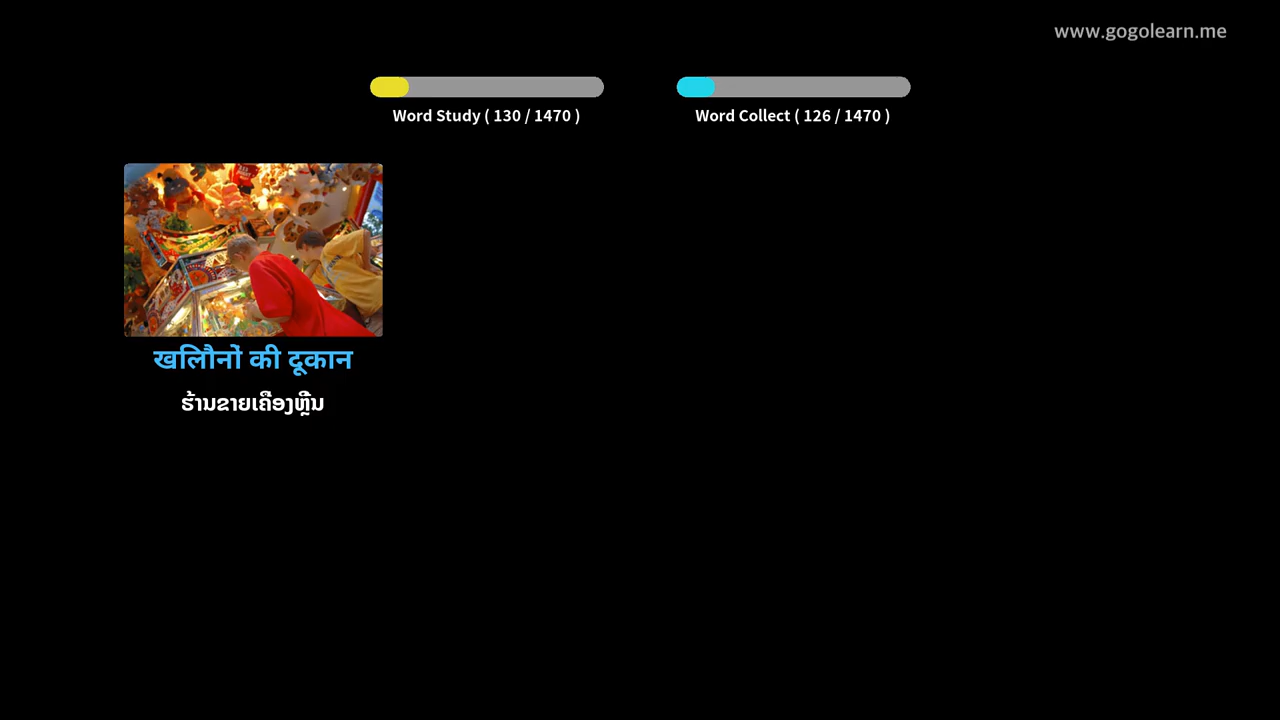 www.gogolearn.me
Word Study ( 130 / 1470 )
Word Collect ( 126 / 1470 )
खिलौनों की दूकान
ຮ້ານຂາຍເຄື່ອງຫຼິ້ນ